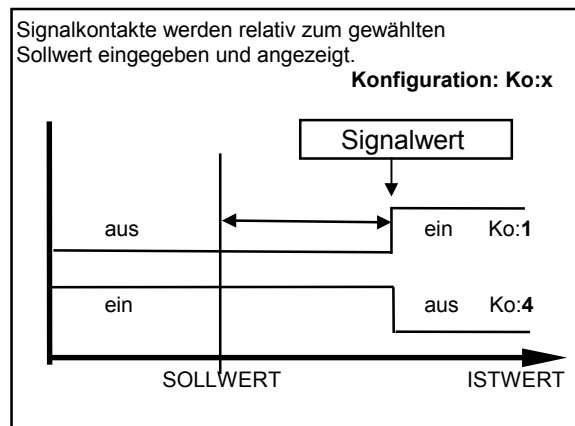 Signalkontakte werden relativ zum gewählten
Sollwert eingegeben und angezeigt.
Konfiguration: Ko:x
Signalwert
aus ein Ko:1
ein aus Ko:4
SOLLWERT ISTWERT